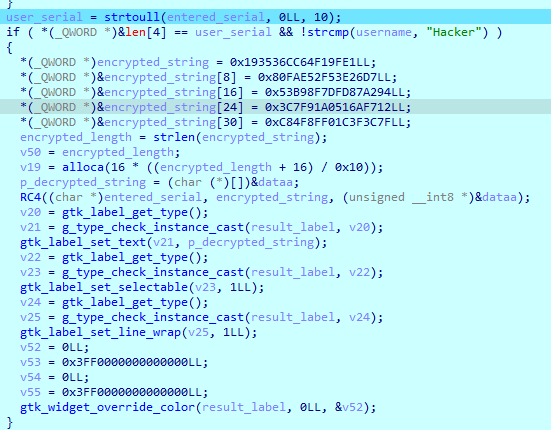 }
user_serial = strtoull(entered_serial, 0LL, 10);
if ( *(_QWORD *)&len[4] == user_serial && !strcmp(username, "Hacker") )
{
*(_QWORD *)encrypted_string = 0x193536CC64F19FE1LL;
*(_QWORD *)&encrypted_string[8] = 0x80FAE52F53E26D7LL;
*(_QWORD *)&encrypted_string[16] = 0x53B98F7DFD87A294LL;
*(_QWORD *)&encrypted_string[24] = 0x3C7F91A0516AF712LL;
*(_QWORD *)&encrypted_string[30] = 0xC84F8FF01C3F3C7FLL;
encrypted_length = strlen(encrypted_string);
v50 = encrypted_length;
v19 = alloca(16 * ((encrypted_length + 16) / 0x10));
p_decrypted_string = (char (*)[])&dataa;
RC4((char *)entered_serial, encrypted_string, (unsigned __int8 *)&dataa);
v20 = gtk_label_get_type();
v21 = g_type_check_instance_cast(result_label, v20);
gtk_label_set_text(v21, p_decrypted_string);
v22 = gtk_label_get_type();
v23 = g_type_check_instance_cast(result_label, v22);
gtk_label_set_selectable(v23, 1LL);
v24 = gtk_label_get_type();
v25 = g_type_check_instance_cast(result_label, v24);
gtk_label_set_line_wrap(v25, 1LL);
v52 = 0LL;
v53 = 0x3FF0000000000000LL;
v54 = 0LL;
v55 = 0x3FF0000000000000LL;
gtk_widget_override_color(result_label, 0LL, &v52);
}